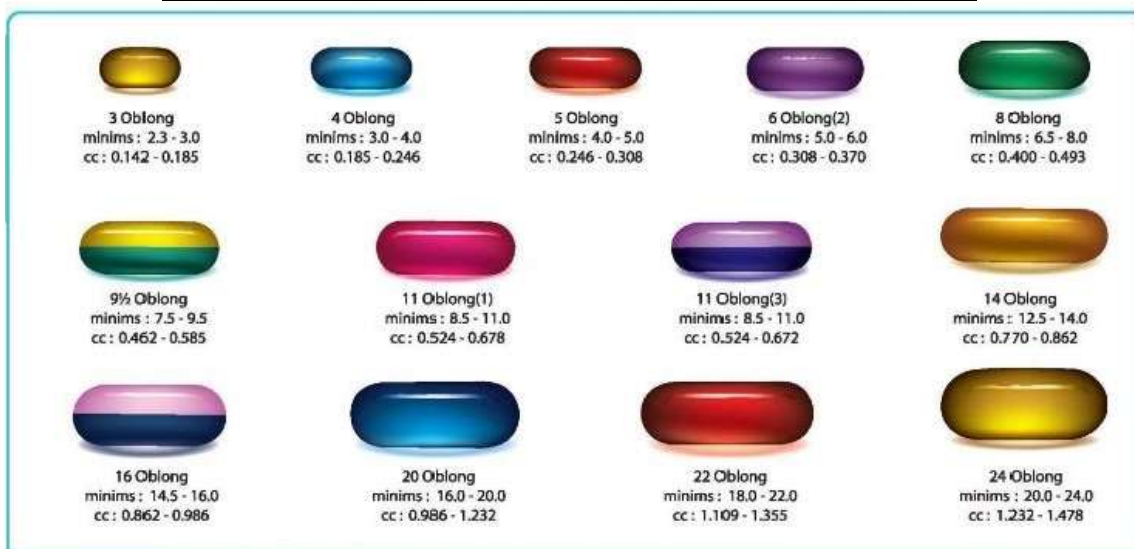 3 Oblong
minims : 2.3 - 3.0
cc : 0.142 - 0.185
4 Oblong
minims : 3.0 - 4.0
cc : 0.185 - 0.246
5 Oblong
minims : 4.0 - 5.0
cc : 0.246 - 0.308
6 Oblong(2)
minims : 5.0 - 6.0
cc : 0.308 - 0.370
8 Oblong
minims : 6.5 - 8.0
cc : 0.400 - 0.493
9½ Oblong
minims : 7.5 - 9.5
cc : 0.462 - 0.585
11 Oblong(1)
minims : 8.5 - 11.0
cc : 0.524 - 0.678
11 Oblong(3)
minims : 8.5 - 11.0
cc : 0.524 - 0.672
14 Oblong
minims : 12.5 - 14.0
cc : 0.770 - 0.862
16 Oblong
minims : 14.5 - 16.0
cc : 0.862 - 0.986
20 Oblong
minims : 16.0 - 20.0
cc : 0.986 - 1.232
22 Oblong
minims : 18.0 - 22.0
cc : 1.109 - 1.355
24 Oblong
minims : 20.0 - 24.0
cc : 1.232 - 1.478